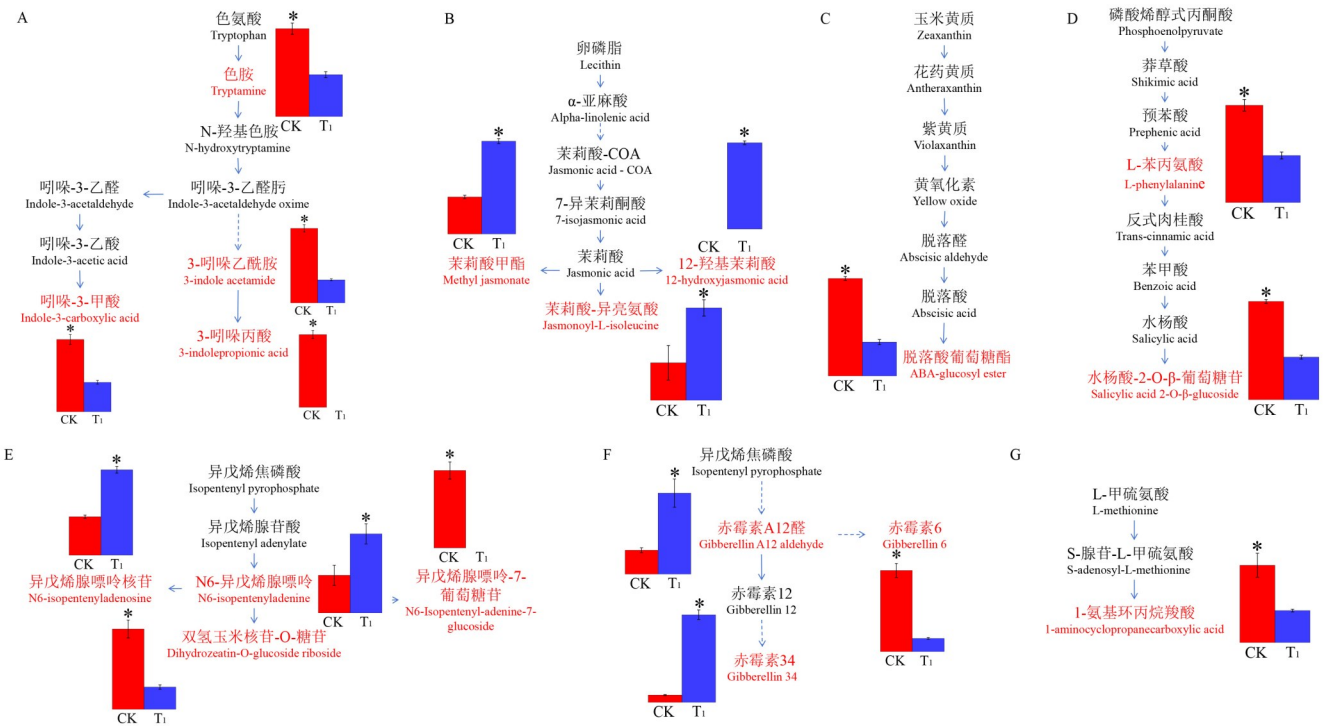 A
色氨酸
Tryptophan
*
色胺
Tryptamine
CK T1
N-羟基色胺
N-hydroxytryptamine
吲哚-3-乙醛
Indole-3-acetaldehyde
吲哚-3-乙醛肟
Indole-3-acetaldehyde oxime
吲哚-3-乙酸
Indole-3-acetic acid
*
3-吲哚乙酰胺
3-indole acetamide
CK T1
吲哚-3-甲酸
Indole-3-carboxylic acid
*
CK T1
3-吲哚丙酸
3-indolepropionic acid
*
CK T1
B
卵磷脂
Lecithin
α-亚麻酸
Alpha-linolenic acid
茉莉酸-COA
Jasmonic acid - COA
7-异茉莉酮酸
7-isojasmonic acid
茉莉酸
Jasmonic acid
*
CK T1
茉莉酸甲酯
Methyl jasmonate
*
CK T1
12-羟基茉莉酸
12-hydroxyjasmonic acid
茉莉酸-异亮氨酸
Jasmonoyl-L-isoleucine
*
CK T1
C
玉米黄质
Zeaxanthin
花药黄质
Antheraxanthin
紫黄质
Violaxanthin
黄氧化素
Yellow oxide
脱落醛
Abscisic aldehyde
脱落酸
Abscisic acid
脱落酸葡萄糖酯
ABA-glucosyl ester
*
CK T1
D
磷酸烯醇式丙酮酸
Phosphoenolpyruvate
莽草酸
Shikimic acid
预苯酸
Prephenic acid
L-苯丙氨酸
L-phenylalanine
*
CK T1
反式肉桂酸
Trans-cinnamic acid
苯甲酸
Benzoic acid
水杨酸
Salicylic acid
水杨酸-2-O-β-葡萄糖苷
Salicylic acid 2-O-β-glucoside
*
CK T1
E
异戊烯焦磷酸
Isopentenyl pyrophosphate
异戊烯腺苷酸
Isopentenyl adenylate
*
CK T1
异戊烯腺嘌呤核苷
N6-isopentenyladenosine
N6-异戊烯腺嘌呤
N6-isopentenyladenine
*
CK T1
*
CK T1
异戊烯腺嘌呤-7-
葡萄糖苷
N6-Isopentenyl-adenine-7-
glucoside
双氢玉米核苷-O-糖苷
Dihydrozeatin-O-glucoside riboside
*
CK T1
F
异戊烯焦磷酸
Isopentenyl pyrophosphate
*
CK T1
赤霉素A12醛
Gibberellin A12 aldehyde
赤霉素6
Gibberellin 6
*
CK T1
赤霉素12
Gibberellin 12
赤霉素34
Gibberellin 34
*
CK T1
G
L-甲硫氨酸
L-methionine
S-腺苷-L-甲硫氨酸
S-adenosyl-L-methionine
1-氨基环丙烷羧酸
1-aminocyclopropanecarboxylic acid
*
CK T1